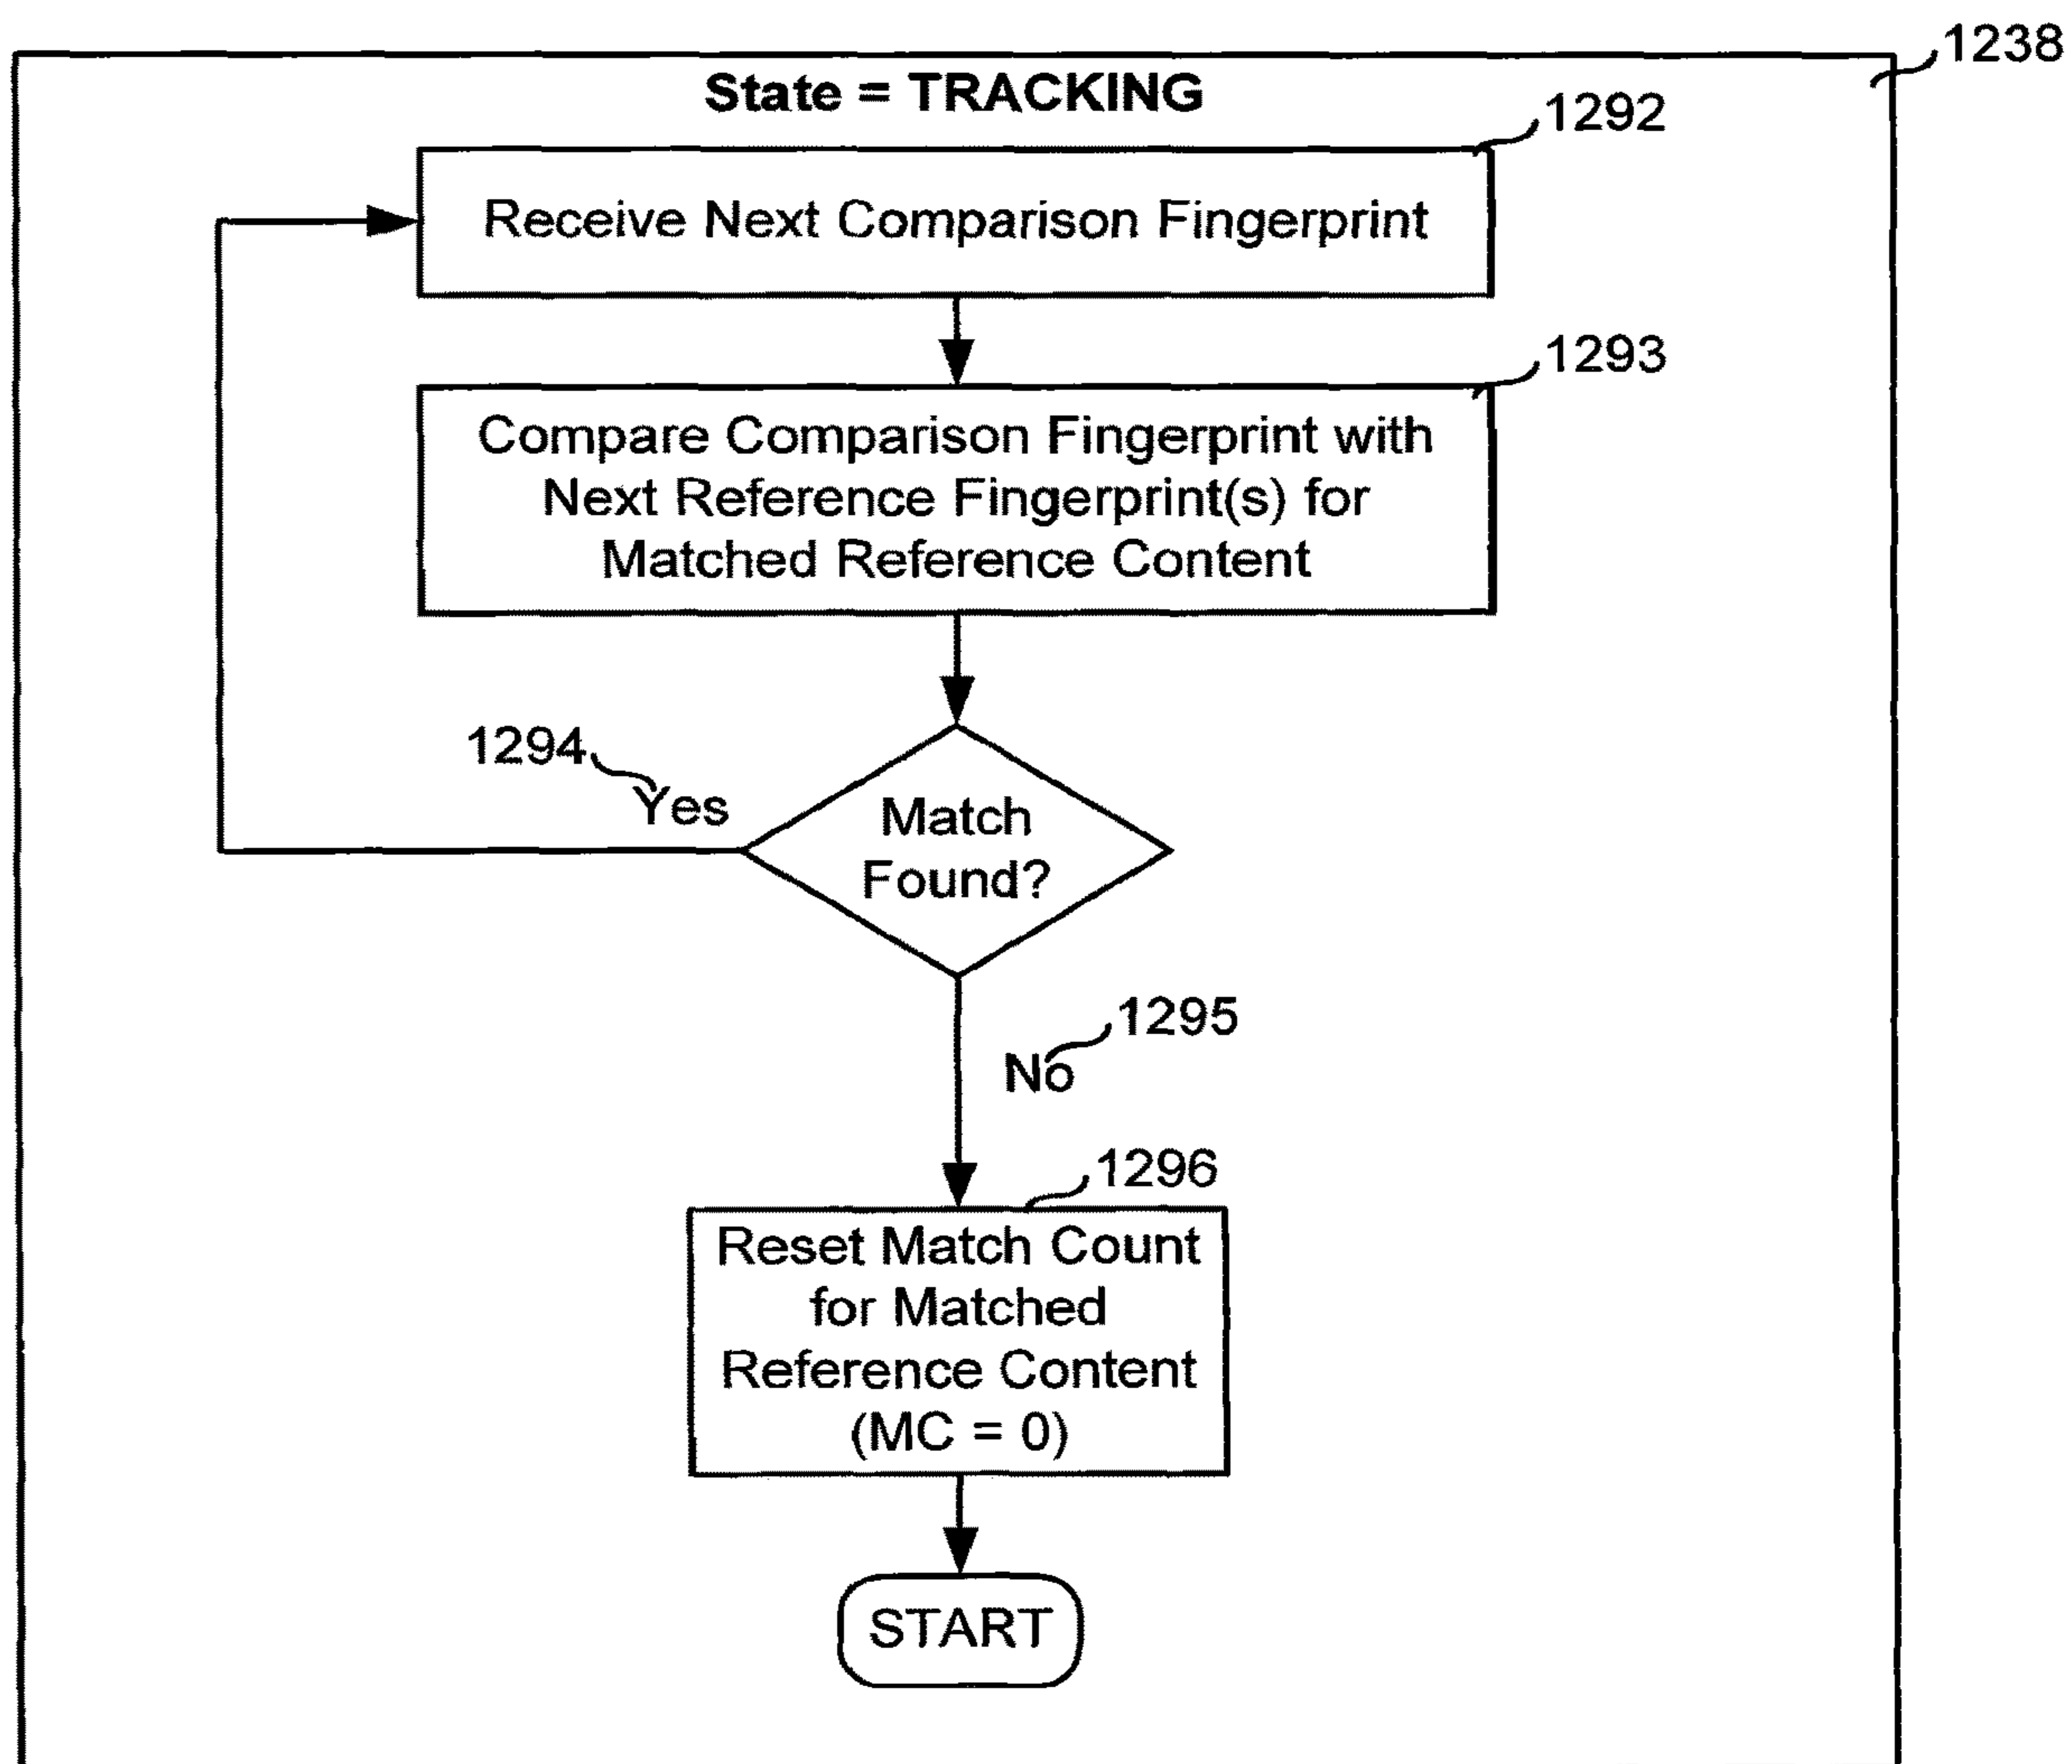 1238
State = TRACKING
1292
Receive Next Comparison Fingerprint
1293
Compare Comparison Fingerprint with
Next Reference Fingerprint(s) for
Matched Reference Content
1294
Yes
Match
Found?
1295
No
1296
Reset Match Count
for Matched
Reference Content
(MC = 0)
START